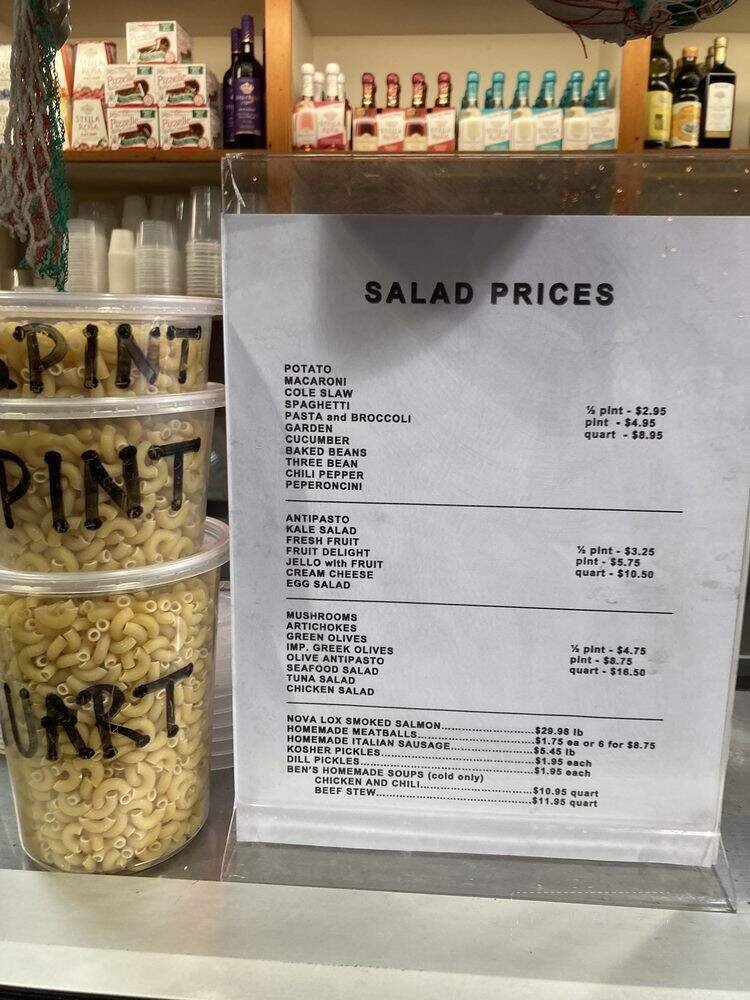 STELLA
ROSA
Pizzelle
Pizzelle
STELLA
ROSA
Pizzelle
PINT
PINT
UART
SALAD PRICES
POTATO
MACARONI
COLE SLAW
SPAGHETTI
PASTA and BROCCOLI
GARDEN
CUCUMBER
BAKED BEANS
THREE BEAN
CHILI PEPPER
PEPERONCINI
½ pint - $2.95
pint - $4.95
quart - $8.95
ANTIPASTO
KALE SALAD
FRESH FRUIT
FRUIT DELIGHT
JELLO with FRUIT
CREAM CHEESE
EGG SALAD
½ pint - $3.25
pint - $5.75
quart - $10.50
MUSHROOMS
ARTICHOKES
GREEN OLIVES
IMP. GREEK OLIVES
OLIVE ANTIPASTO
SEAFOOD SALAD
TUNA SALAD
CHICKEN SALAD
½ pint - $4.75
pint - $8.75
quart - $16.50
NOVA LOX SMOKED SALMON......................$29.98 lb
HOMEMADE MEATBALLS............................$1.75 ea or 6 for $8.75
HOMEMADE ITALIAN SAUSAGE....................$5.45 lb
KOSHER PICKLES.....................................$1.95 each
DILL PICKLES..........................................$1.95 each
BEN'S HOMEMADE SOUPS (cold only)
CHICKEN AND CHILI...........................$10.95 quart
BEEF STEW......................................$11.95 quart